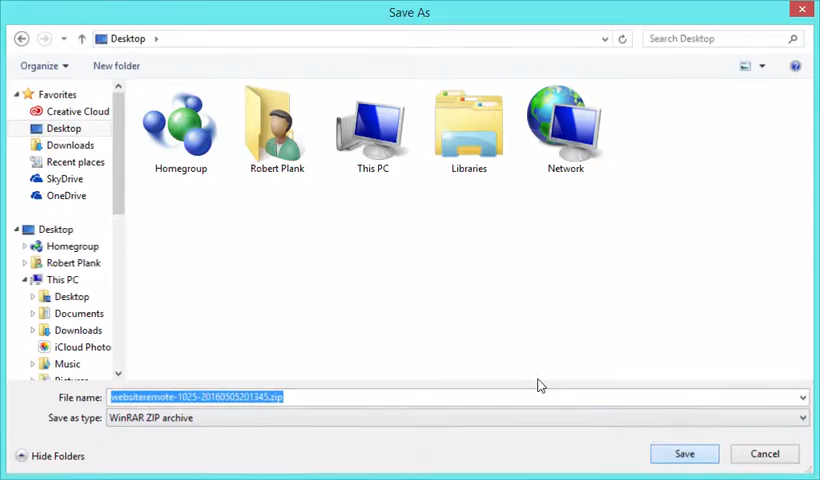 Save As
Desktop
Search Desktop
Organize
New folder
Favorites
Creative Cloud
Desktop
Downloads
Recent places
SkyDrive
OneDrive
Desktop
Homegroup
Robert Plank
This PC
Desktop
Documents
Downloads
iCloud Photo
Music
Pictures
Homegroup
Robert Plank
This PC
Libraries
Network
File name:
websiteremote-1025-20160505201345.zip
Save as type:
WinRAR ZIP archive
Hide Folders
Save
Cancel